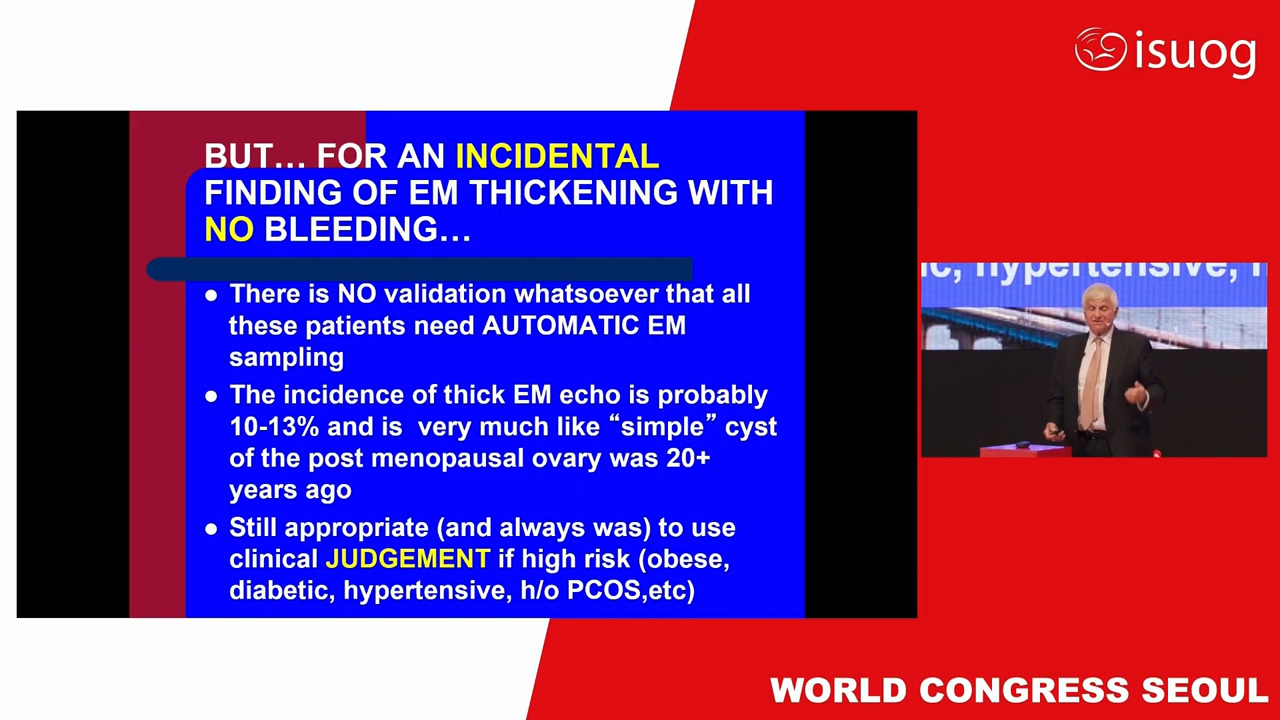 isuog
BUT... FOR AN INCIDENTAL
FINDING OF EM THICKENING WITH
NO BLEEDING...
● There is NO validation whatsoever that all
these patients need AUTOMATIC EM
sampling
● The incidence of thick EM echo is probably
10-13% and is very much like “simple” cyst
of the post menopausal ovary was 20+
years ago
● Still appropriate (and always was) to use
clinical JUDGEMENT if high risk (obese,
diabetic, hypertensive, h/o PCOS,etc)
hypertensive,
WORLD CONGRESS SEOUL